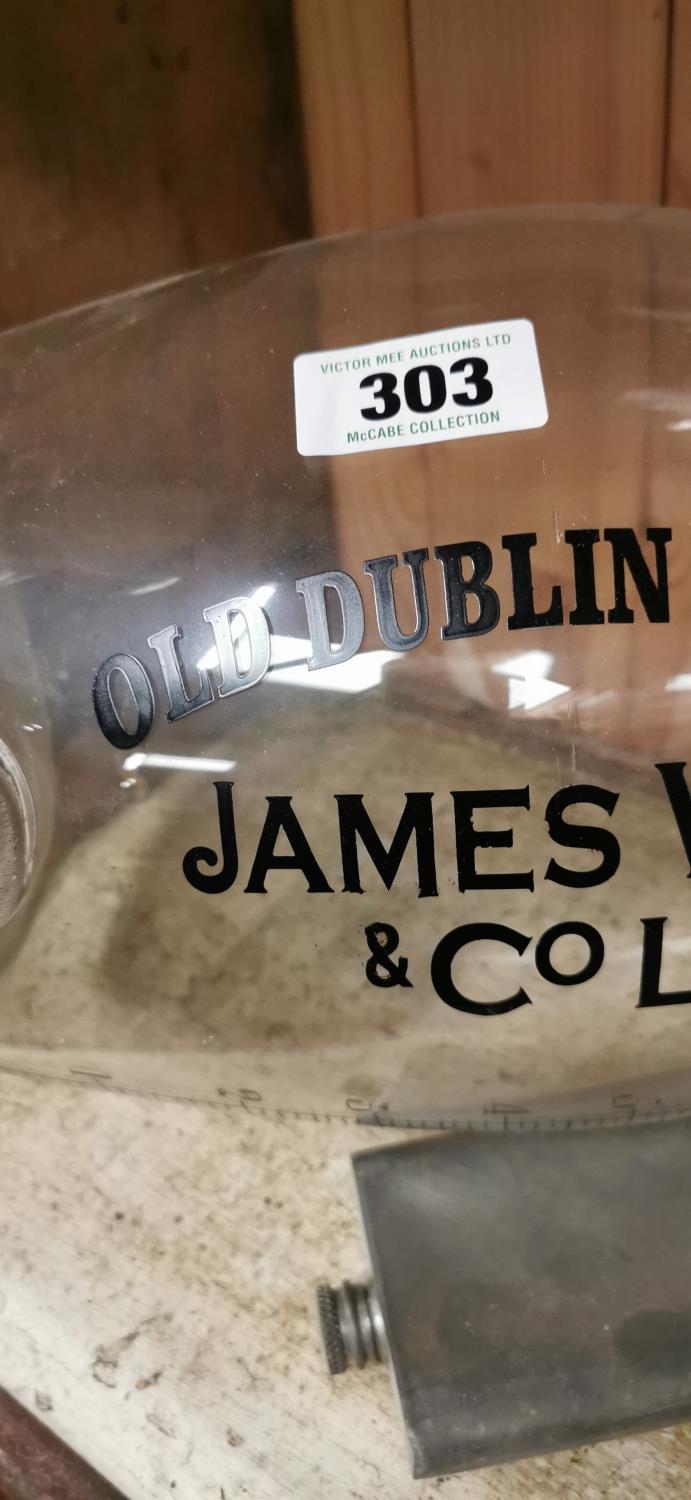 VICTOR MEE AUCTIONS LTD
303
McCABE COLLECTION
OLD DUBLIN
JAMES
& Co L